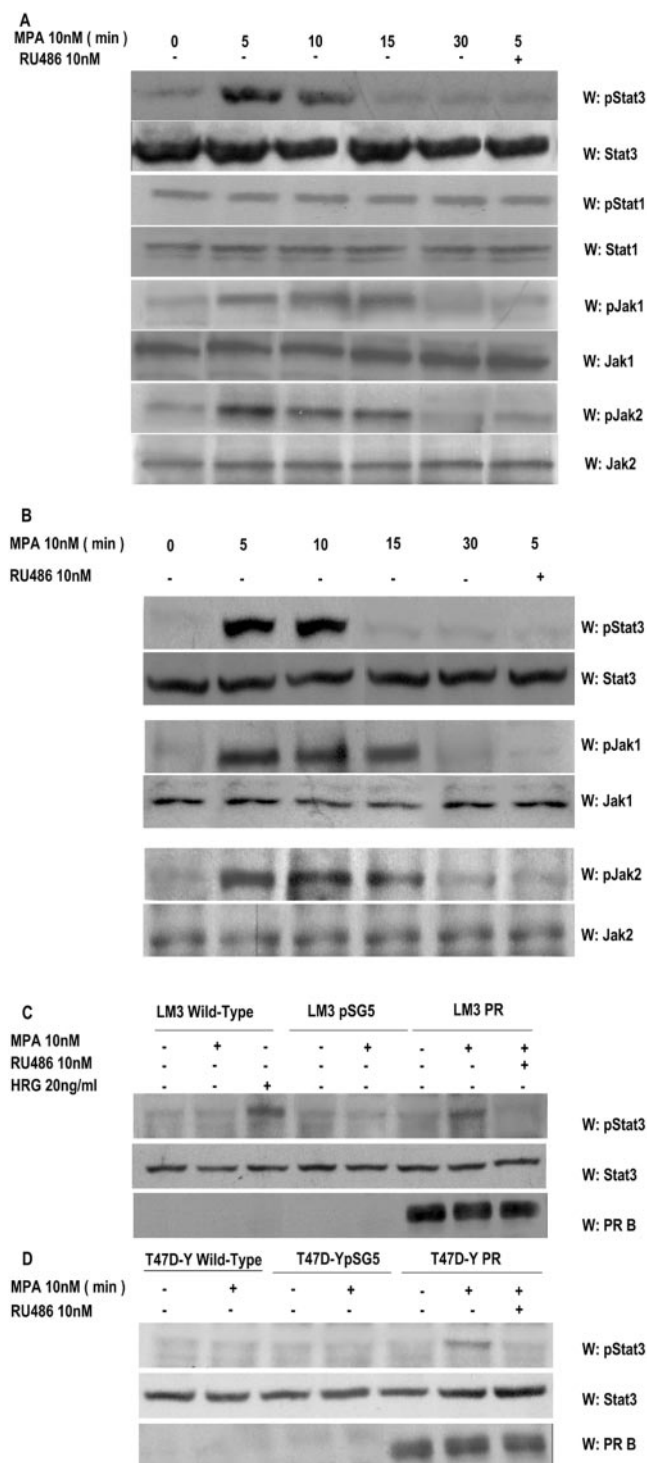 A
MPA 10nM ( min ) 0 5 10 15 30 5
RU486 10nM - - - - - +
W: pStat3
W: Stat3
W: pStat1
W: Stat1
W: pJak1
W: Jak1
W: pJak2
W: Jak2
B
MPA 10nM ( min ) 0 5 10 15 30 5
RU486 10nM - - - - - +
W: pStat3
W: Stat3
W: pJak1
W: Jak1
W: pJak2
W: Jak2
C LM3 Wild-Type LM3 pSG5 LM3 PR
MPA 10nM - + - - + - + +
RU486 10nM - - - - - - - +
HRG 20ng/ml - - + - - - - -
W: pStat3
W: Stat3
W: PR B
D T47D-Y Wild-Type T47D-YpSG5 T47D-Y PR
MPA 10nM ( min ) - + - + - + +
RU486 10nM - - - - - - +
W: pStat3
W: Stat3
W: PR B